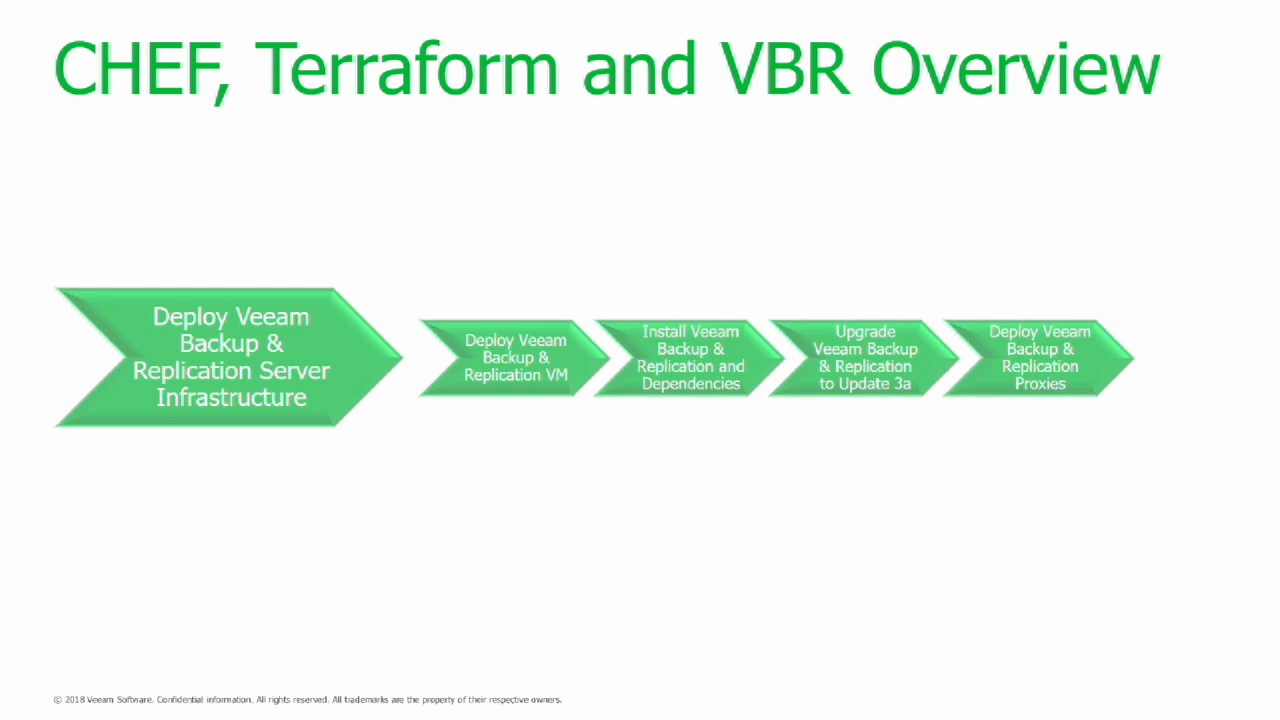 CHEF, Terraform and VBR Overview
Deploy Veeam
Backup &
Replication Server
Infrastructure
Deploy Veeam
Backup &
Replication VM
Install Veeam
Backup &
Replication and
Dependencies
Upgrade
Veeam Backup
& Replication
to Update 3a
Deploy Veeam
Backup &
Replication
Proxies
© 2018 Veeam Software. Confidential information. All rights reserved. All trademarks are the property of their respective owners.